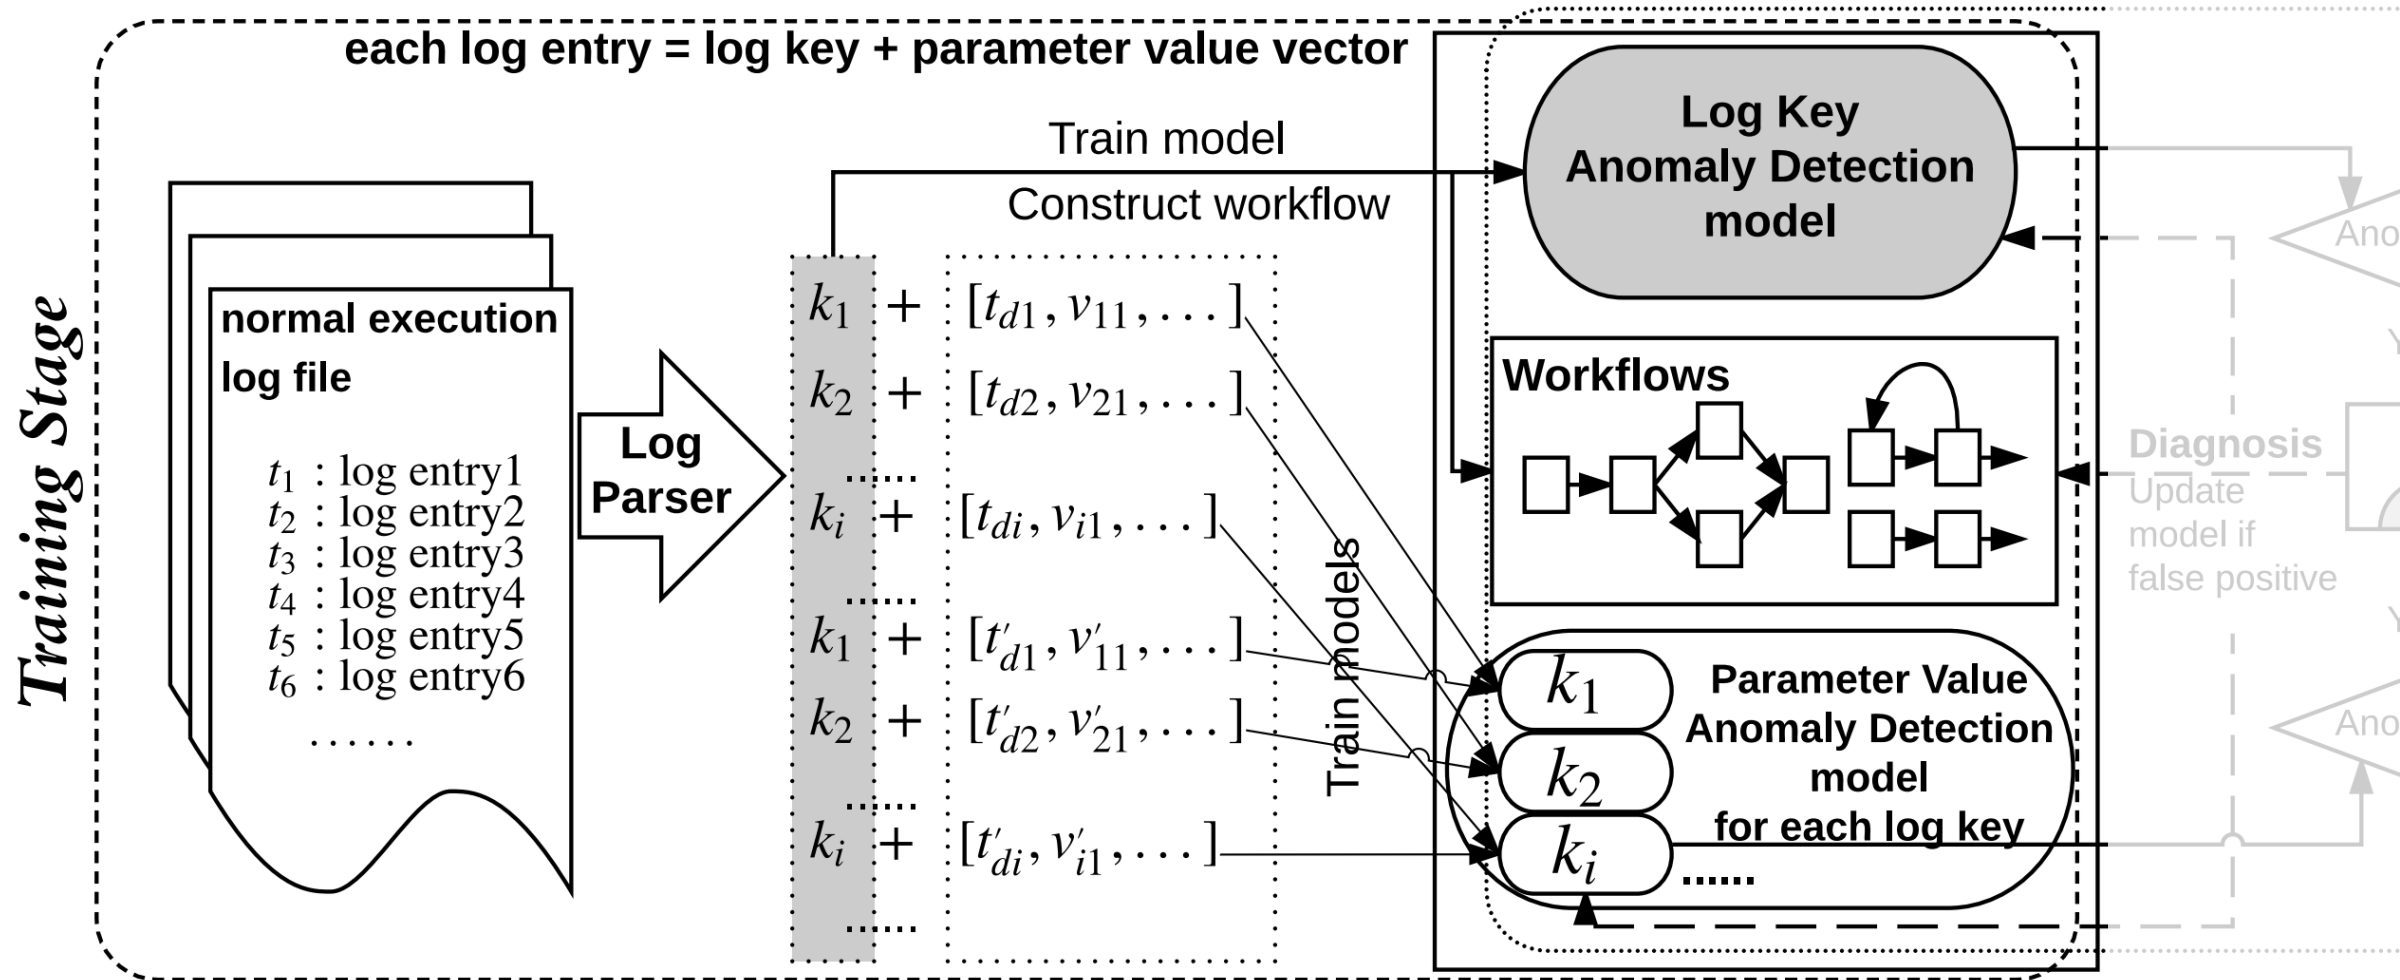 each log entry = log key + parameter value vector
Training Stage
normal execution
log file
t1 : log entry1
t2 : log entry2
t3 : log entry3
t4 : log entry4
t5 : log entry5
t6 : log entry6
......
Log
Parser
Train model
Construct workflow
k1 + [td1, v11, ...]
k2 + [td2, v21, ...]
......
ki + [tdi, vi1, ...]
......
k1 + [t′d1, v′11, ...]
k2 + [t′d2, v′21, ...]
......
ki + [t′di, v′i1, ...]
......
Train models
Log Key
Anomaly Detection
model
Workflows
k1
k2
ki
Parameter Value
Anomaly Detection
model
for each log key
......
Diagnosis
Update
model if
false positive
Y
Y
Ano
Ano